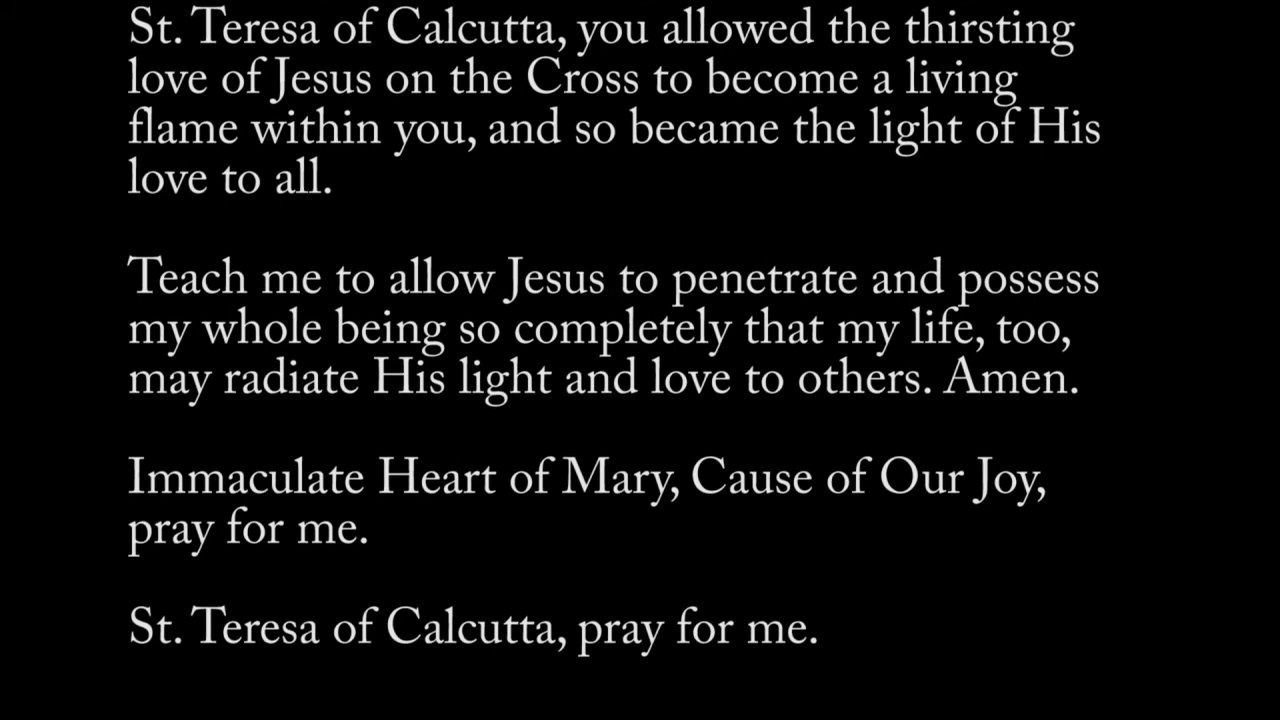 St. Teresa of Calcutta, you allowed the thirsting
love of Jesus on the Cross to become a living
flame within you, and so became the light of His
love to all.
Teach me to allow Jesus to penetrate and possess
my whole being so completely that my life, too,
may radiate His light and love to others. Amen.
Immaculate Heart of Mary, Cause of Our Joy,
pray for me.
St. Teresa of Calcutta, pray for me.